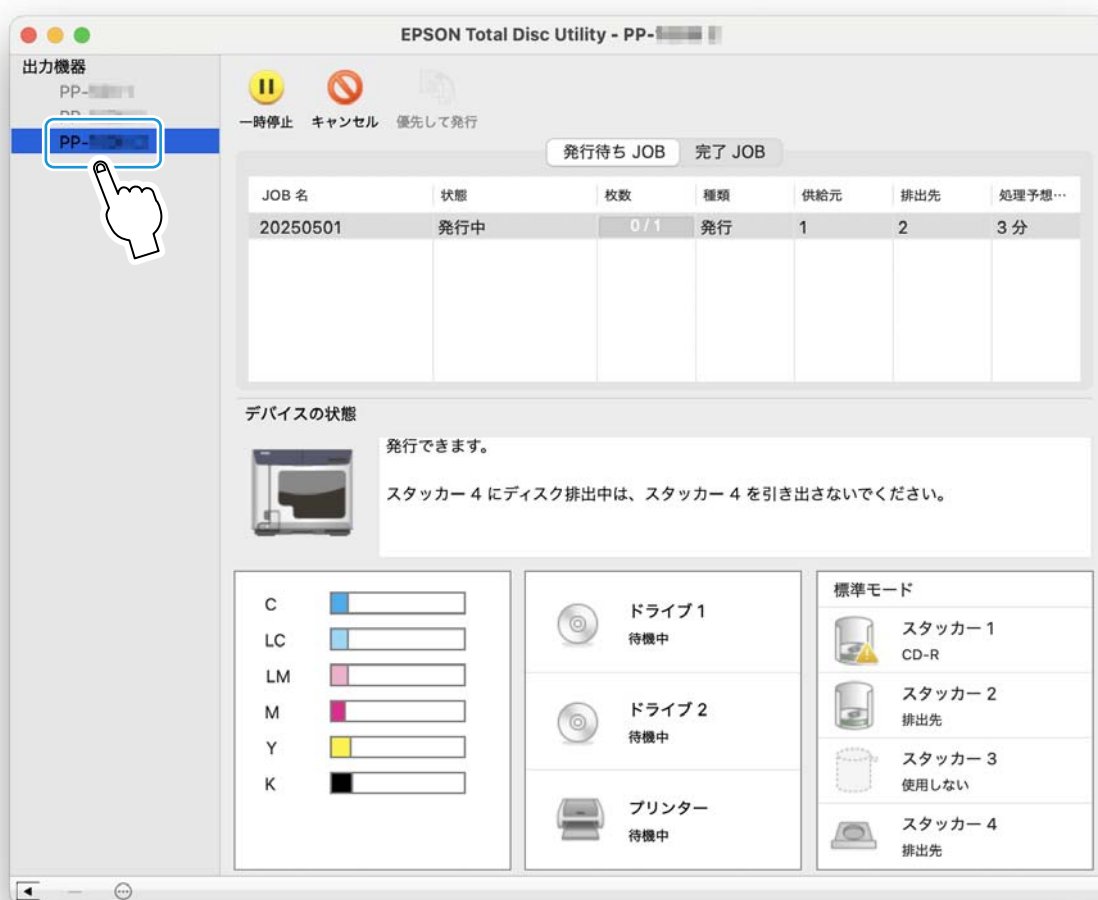 EPSON Total Disc Utility - PP-
出力機器
PP-
PP-
PP-
一時停止 キャンセル 優先して発行
発行待ち JOB 完了 JOB
JOB 名 状態 枚数 種類 供給元 排出先 処理予想…
20250501 発行中 0 / 1 発行 1 2 3 分
デバイスの状態
発行できます。
スタッカー 4 にディスク排出中は、スタッカー 4 を引き出さないでください。
C
LC
LM
M
Y
K
ドライブ 1
待機中
ドライブ 2
待機中
プリンター
待機中
標準モード
スタッカー 1
CD-R
スタッカー 2
排出先
スタッカー 3
使用しない
スタッカー 4
排出先